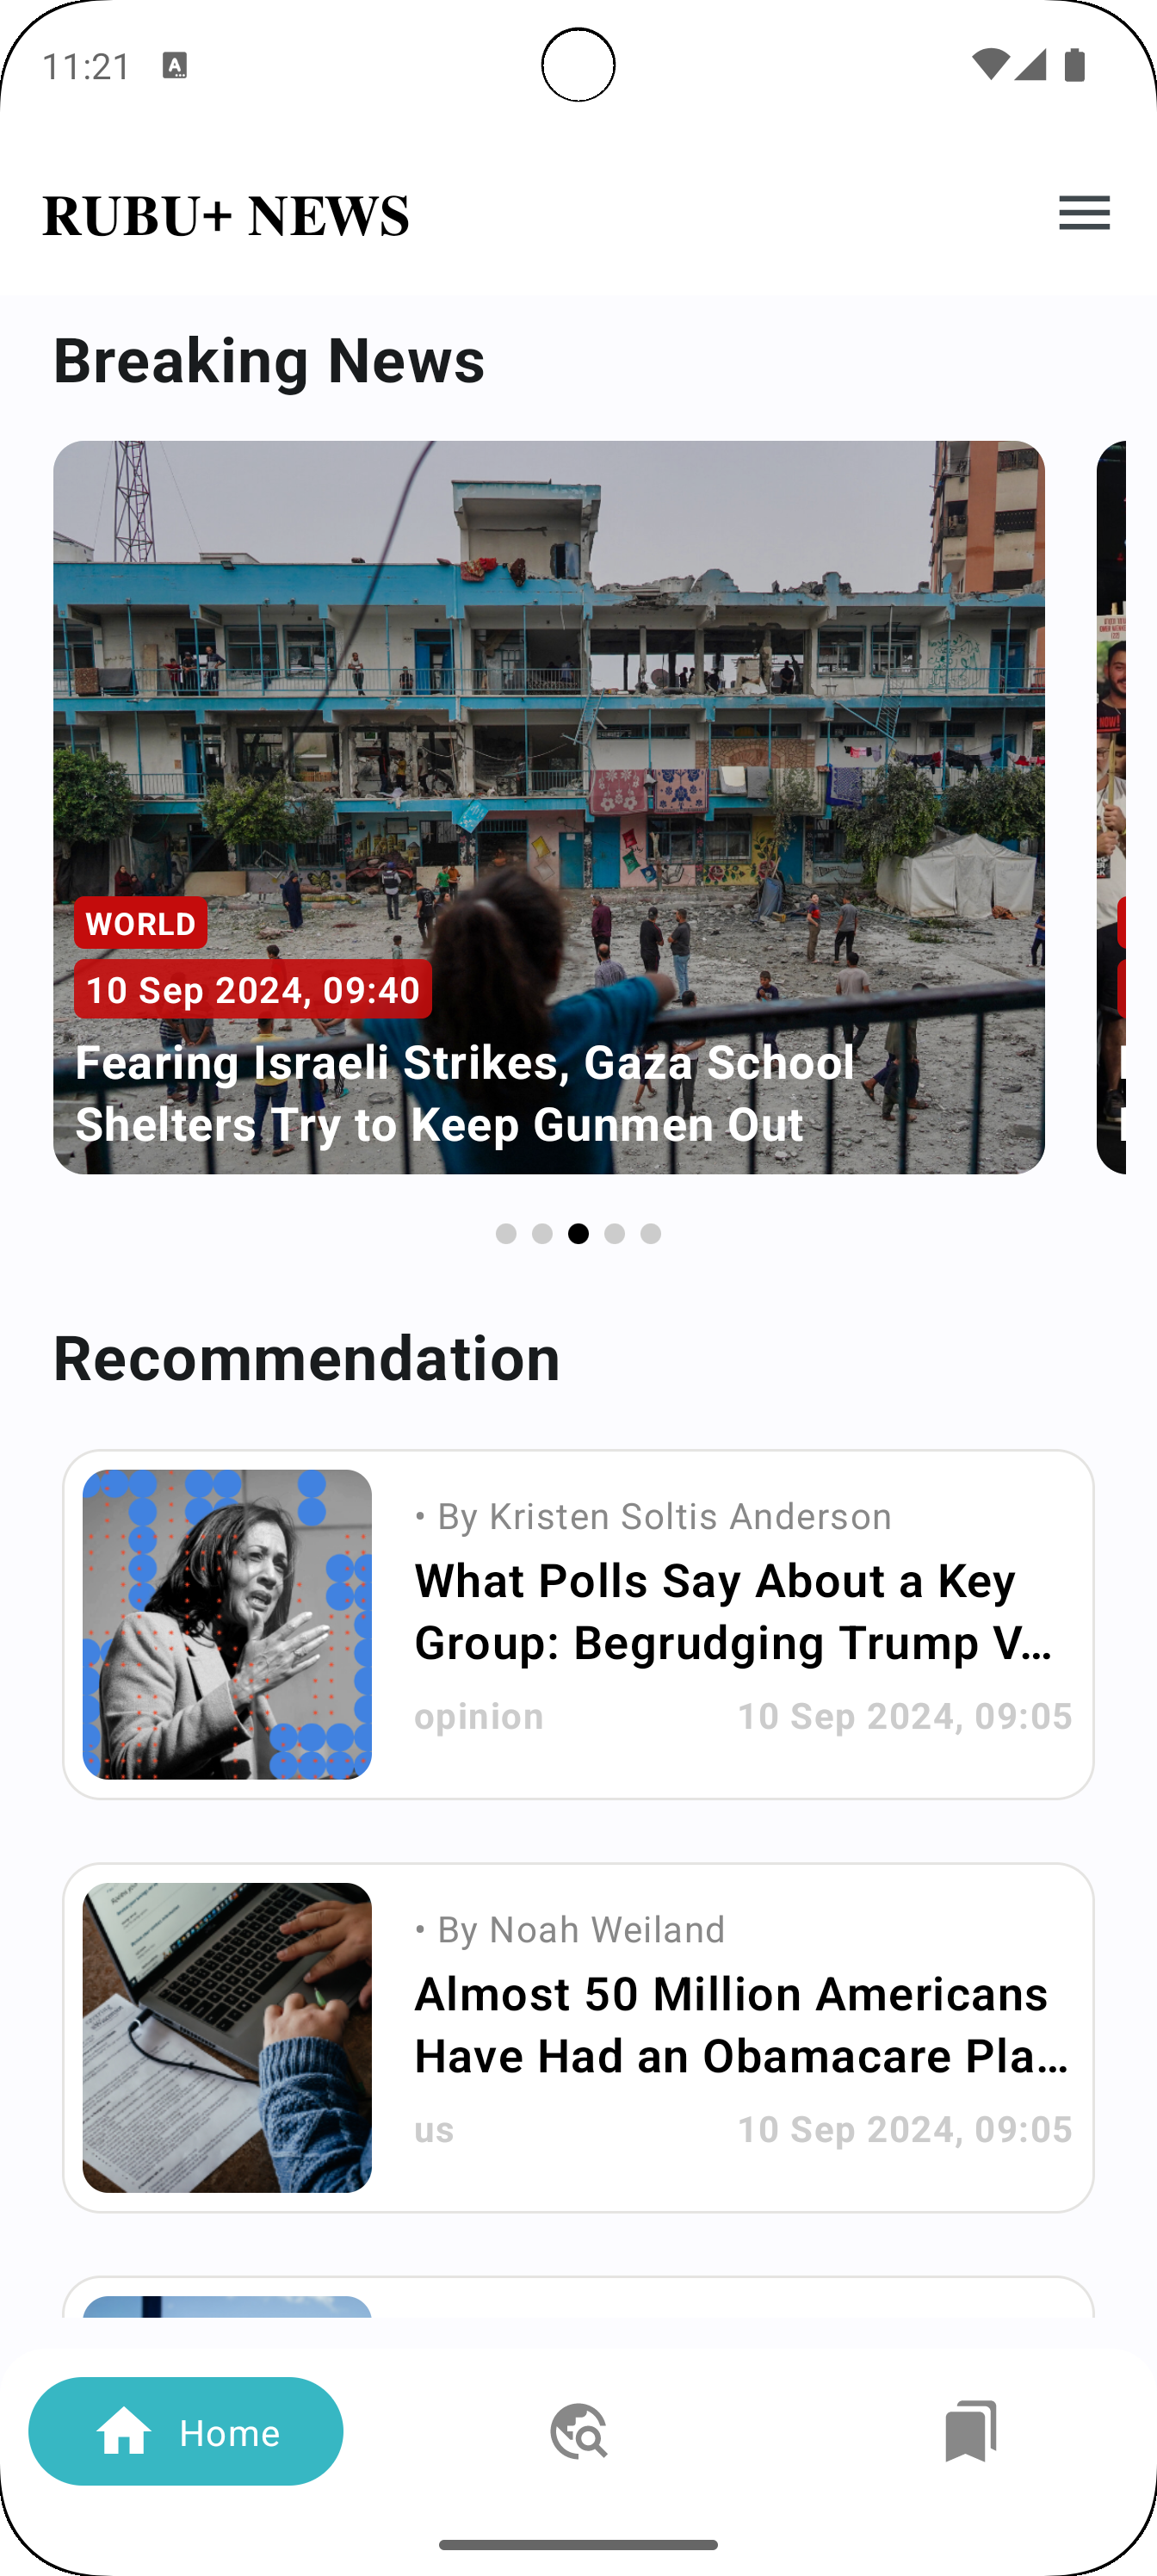 11:21
RUBU+ NEWS
Breaking News
WORLD
10 Sep 2024, 09:40
Fearing Israeli Strikes, Gaza School
Shelters Try to Keep Gunmen Out
Recommendation
• By Kristen Soltis Anderson
What Polls Say About a Key
Group: Begrudging Trump V...
opinion
10 Sep 2024, 09:05
• By Noah Weiland
Almost 50 Million Americans
Have Had an Obamacare Pla...
us
10 Sep 2024, 09:05
Home